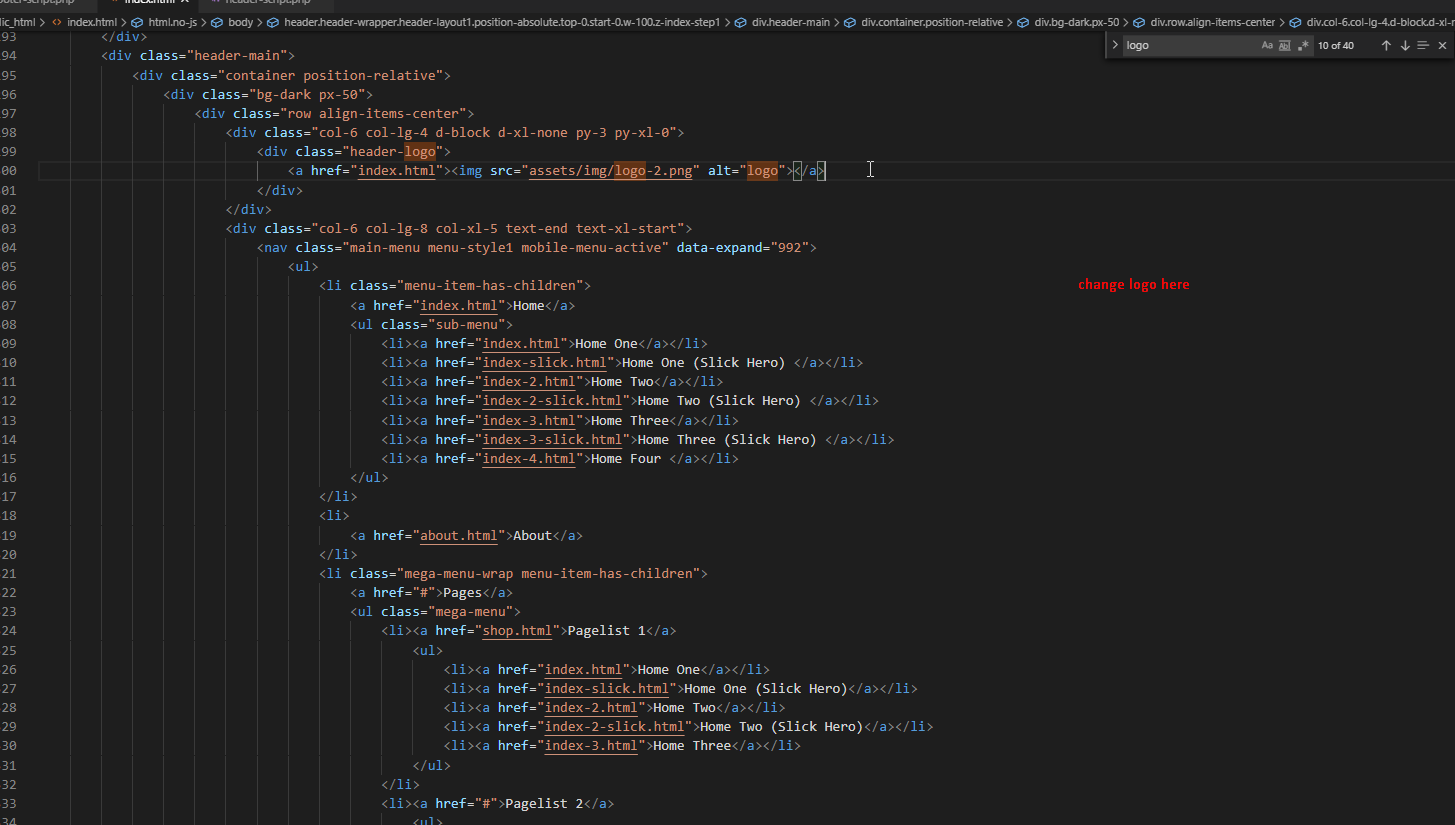 index.html
header-script.php
lic_html > index.html > html.no-js > body > header.header-wrapper.header-layout1.position-absolute.top-0.start-0.w-100.z-index-step1 > div.header-main > div.container.position-relative > div.bg-dark.px-50 > div.row.align-items-center > div.col-6.col-lg-4.d-block.d-xl-n
logo Aa Ab .* 10 of 40
93 </div>
94 <div class="header-main">
95 <div class="container position-relative">
96 <div class="bg-dark px-50">
97 <div class="row align-items-center">
98 <div class="col-6 col-lg-4 d-block d-xl-none py-3 py-xl-0">
99 <div class="header-logo">
00 <a href="index.html"><img src="assets/img/logo-2.png" alt="logo"></a>
01 </div>
02 </div>
03 <div class="col-6 col-lg-8 col-xl-5 text-end text-xl-start">
04 <nav class="main-menu menu-style1 mobile-menu-active" data-expand="992">
05 <ul>
06 <li class="menu-item-has-children">
change logo here
07 <a href="index.html">Home</a>
08 <ul class="sub-menu">
09 <li><a href="index.html">Home One</a></li>
10 <li><a href="index-slick.html">Home One (Slick Hero) </a></li>
11 <li><a href="index-2.html">Home Two</a></li>
12 <li><a href="index-2-slick.html">Home Two (Slick Hero) </a></li>
13 <li><a href="index-3.html">Home Three</a></li>
14 <li><a href="index-3-slick.html">Home Three (Slick Hero) </a></li>
15 <li><a href="index-4.html">Home Four </a></li>
16 </ul>
17 </li>
18 <li>
19 <a href="about.html">About</a>
20 </li>
21 <li class="mega-menu-wrap menu-item-has-children">
22 <a href="#">Pages</a>
23 <ul class="mega-menu">
24 <li><a href="shop.html">Pagelist 1</a>
25 <ul>
26 <li><a href="index.html">Home One</a></li>
27 <li><a href="index-slick.html">Home One (Slick Hero)</a></li>
28 <li><a href="index-2.html">Home Two</a></li>
29 <li><a href="index-2-slick.html">Home Two (Slick Hero)</a></li>
30 <li><a href="index-3.html">Home Three</a></li>
31 </ul>
32 </li>
33 <li><a href="#">Pagelist 2</a>
34 <ul>